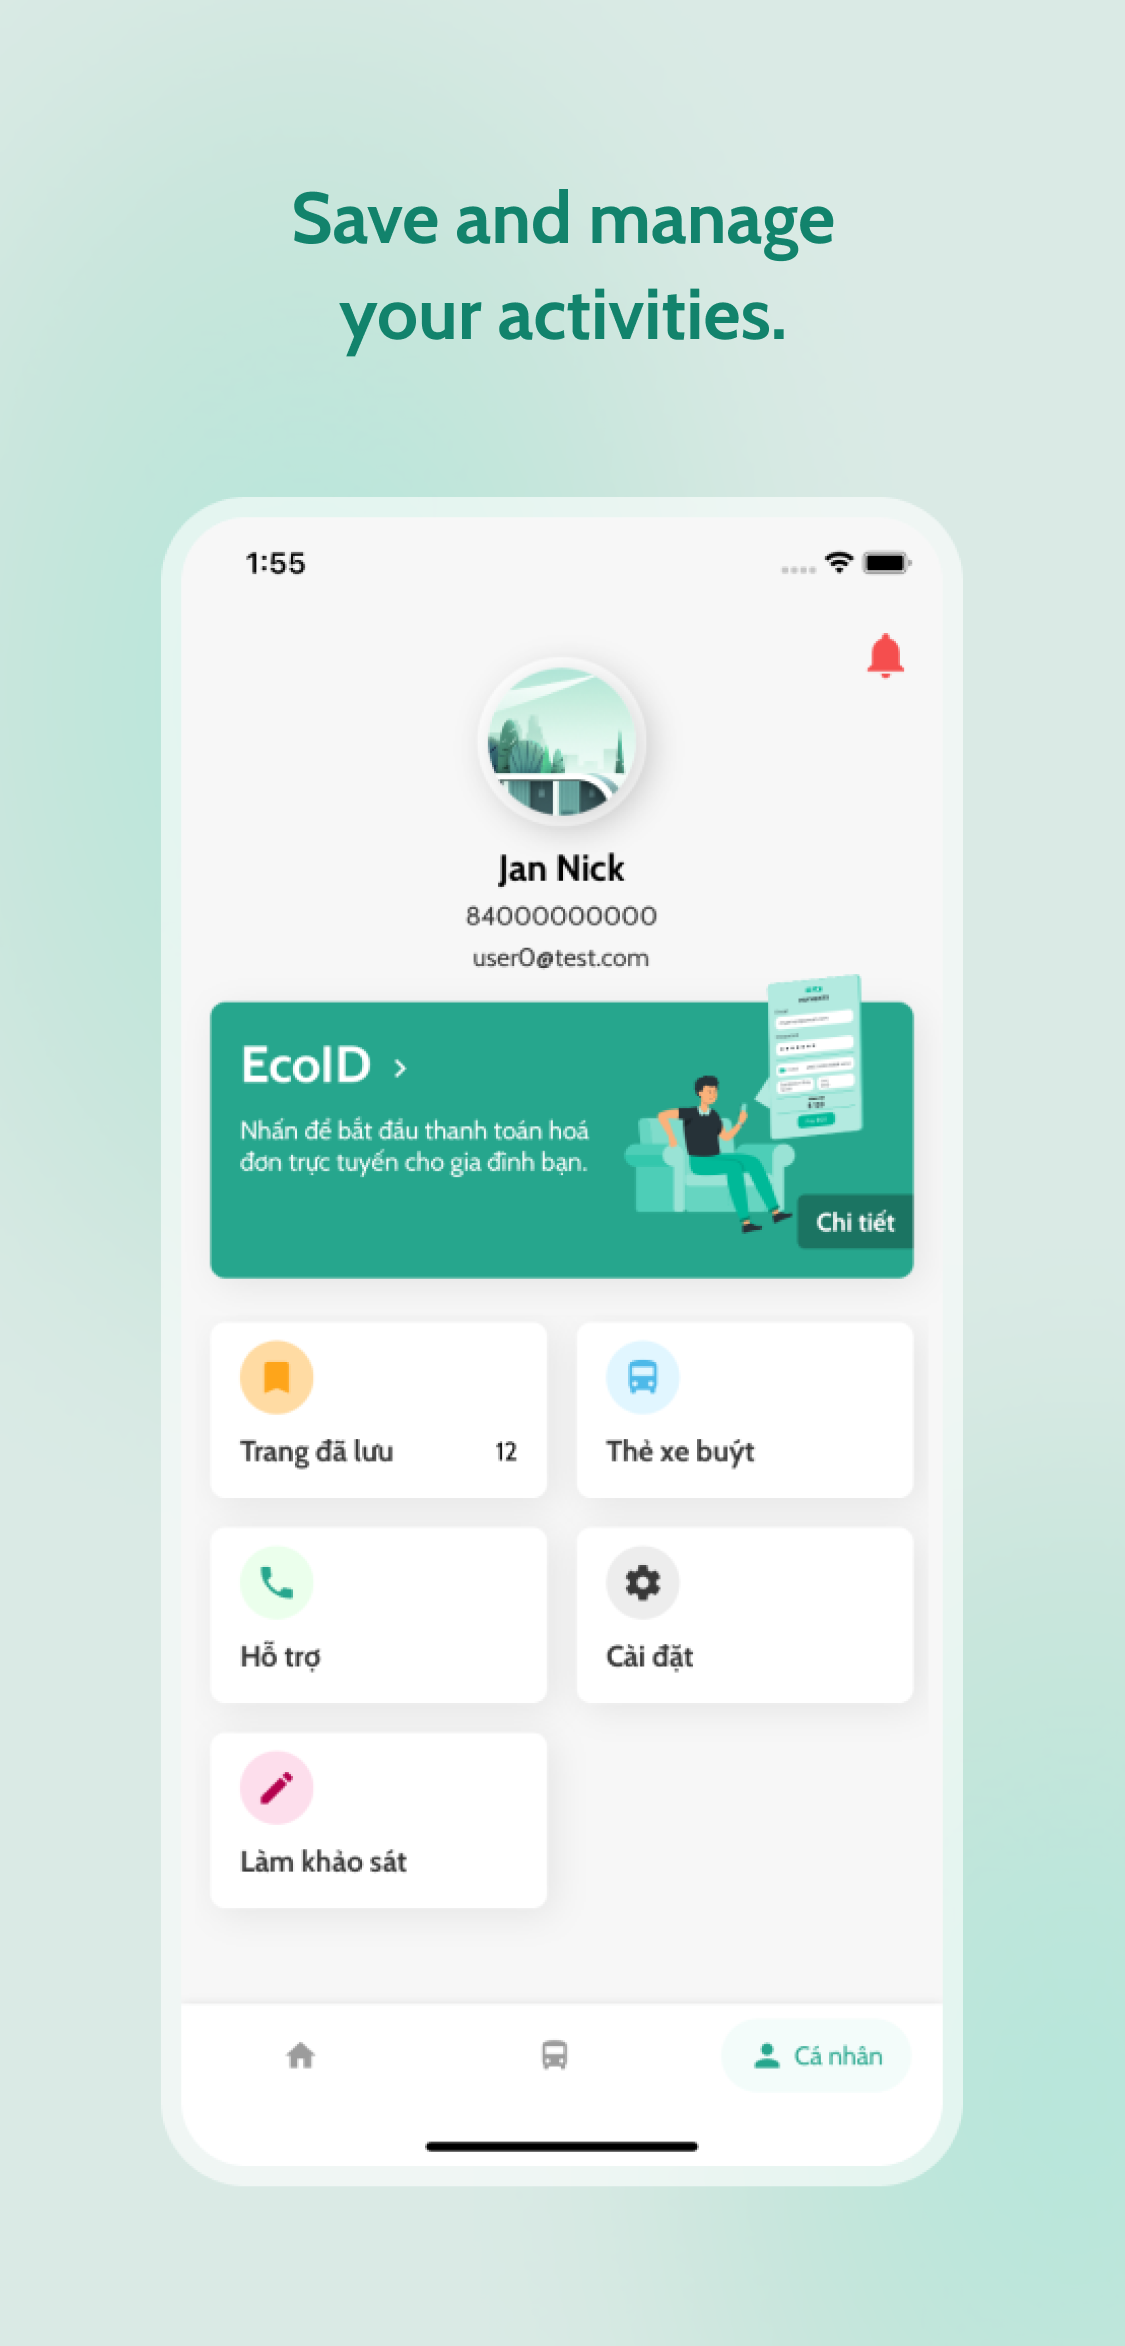 Save and manage
your activities.
1:55
Jan Nick
84000000000
user0@test.com
EcoID
Nhấn để bắt đầu thanh toán hoá
đơn trực tuyến cho gia đình bạn.
Chi tiết
Trang đã lưu
12
Thẻ xe buýt
Hỗ trợ
Cài đặt
Làm khảo sát
Cá nhân